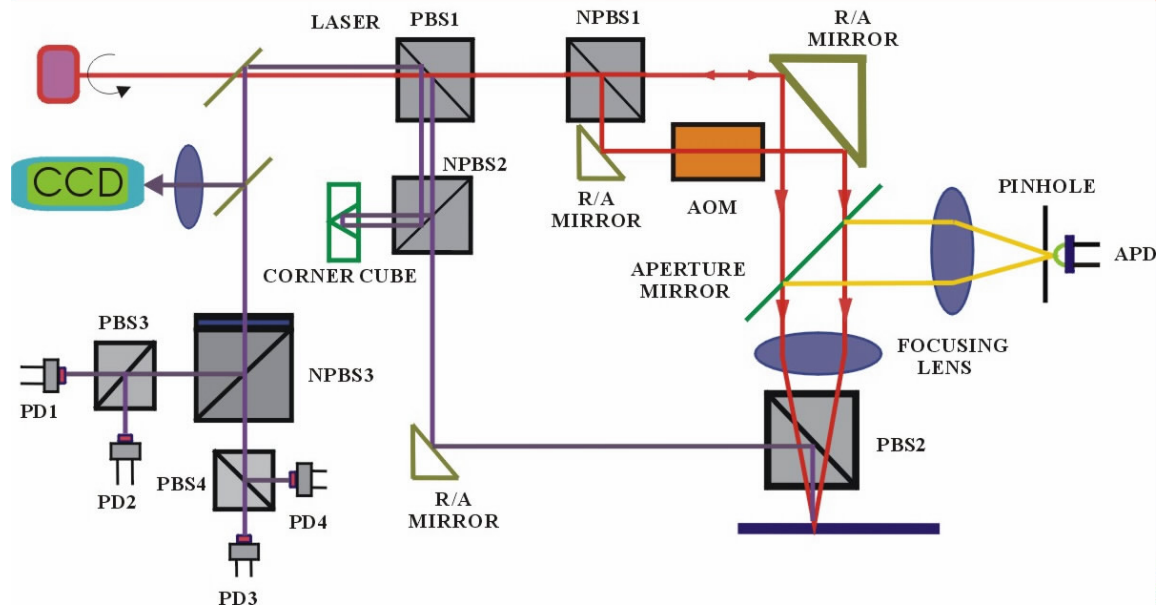 LASER
PBS1
NPBS1
R/A
MIRROR
CCD
NPBS2
R/A
MIRROR
AOM
PINHOLE
APD
CORNER CUBE
APERTURE
MIRROR
PBS3
NPBS3
FOCUSING
LENS
PD1
PBS2
PD2
PBS4
PD4
R/A
MIRROR
PD3